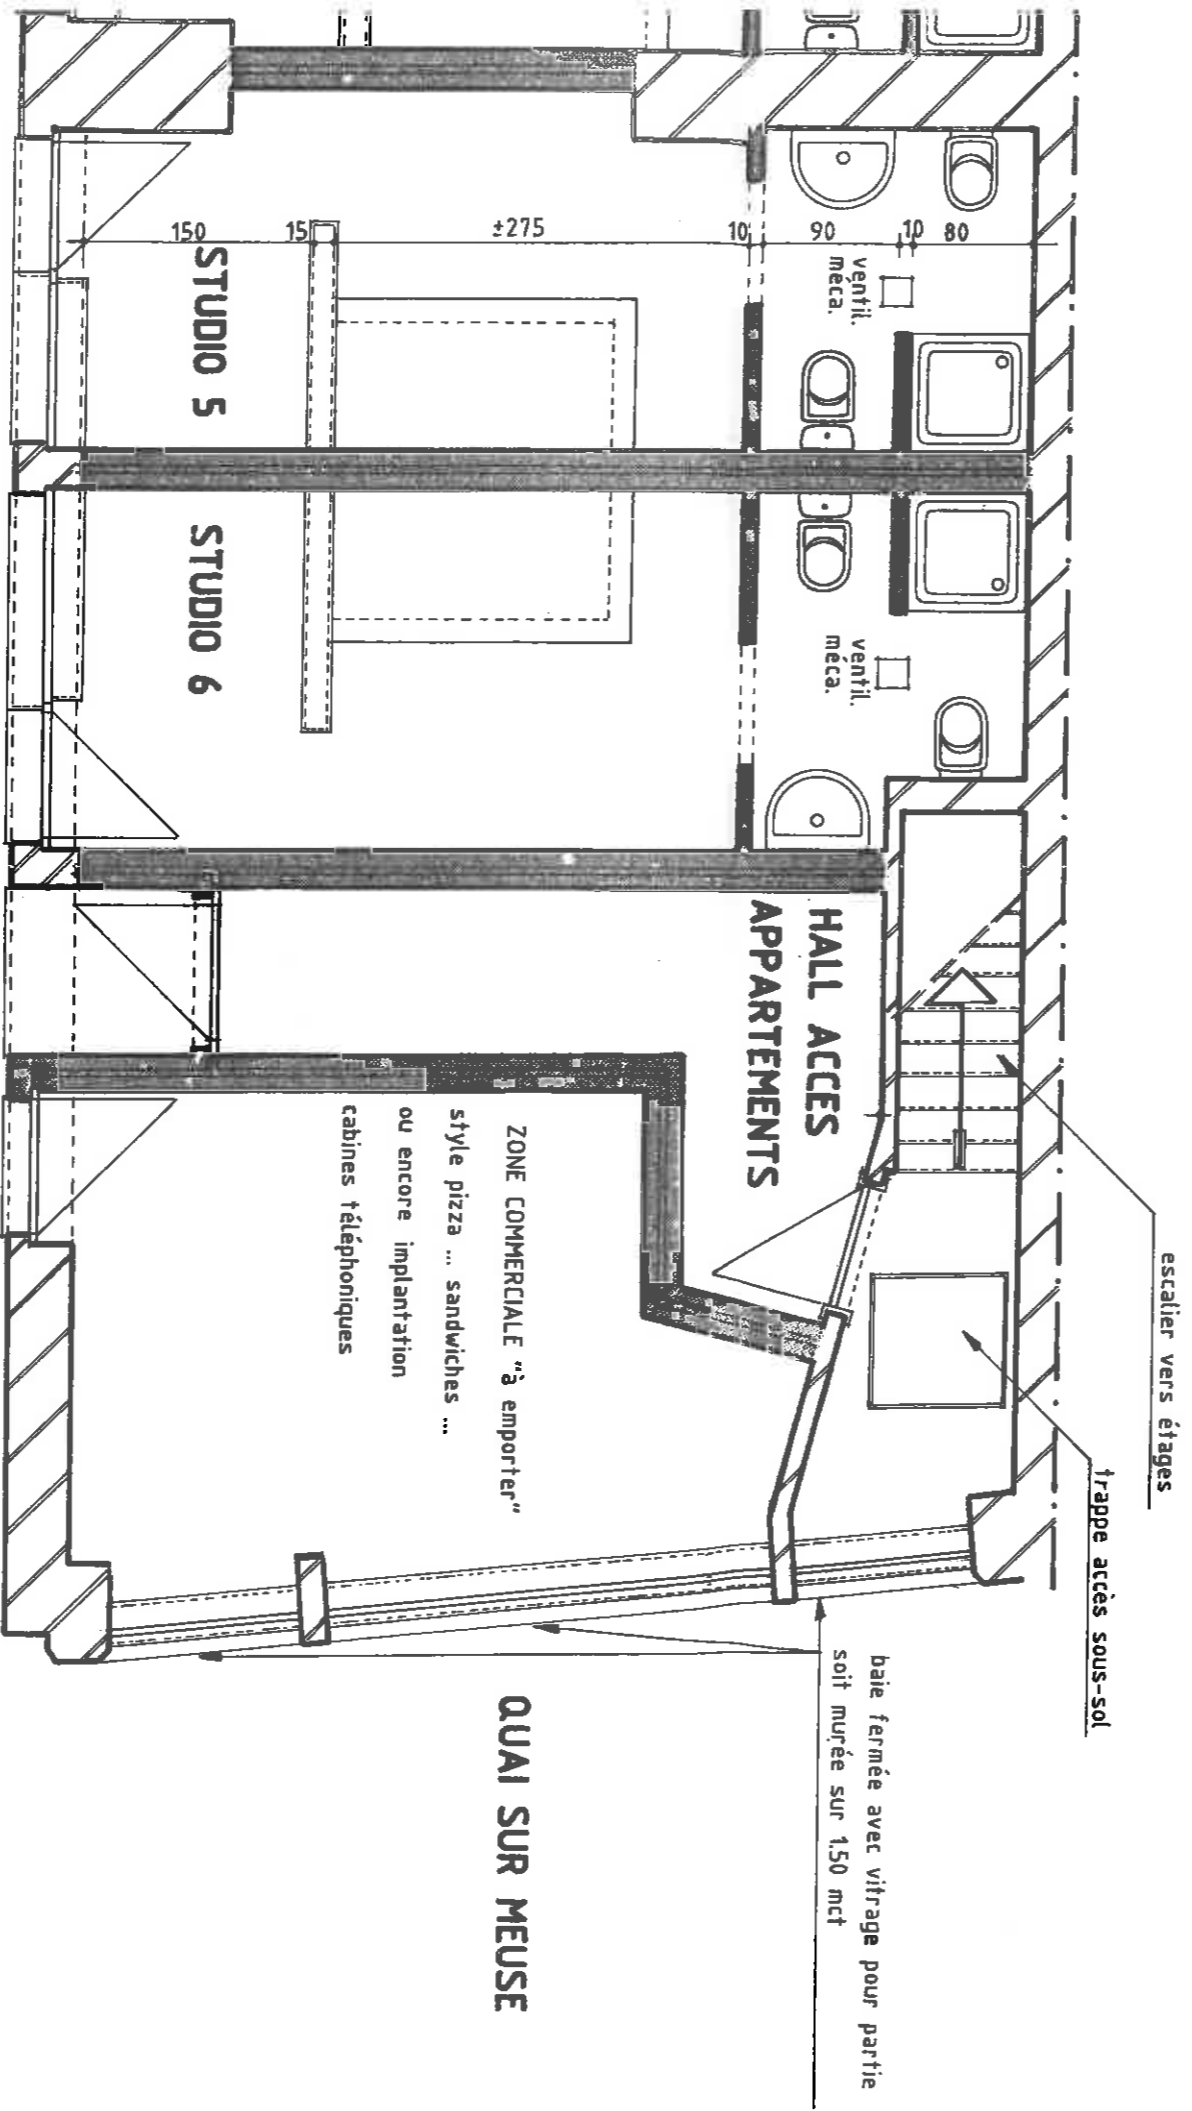 150
15
±275
10
90
10
80
STUDIO 5
ventil.
méca.
STUDIO 6
ventil.
méca.
HALL ACCES
APPARTEMENTS
ZONE COMMERCIALE "à emporter"
style pizza ... sandwiches ...
ou encore implantation
cabines téléphoniques
escalier vers étages
trappe accès sous-sol
baie fermée avec vitrage pour partie
soit murée sur 1.50 mct
QUAI SUR MEUSE